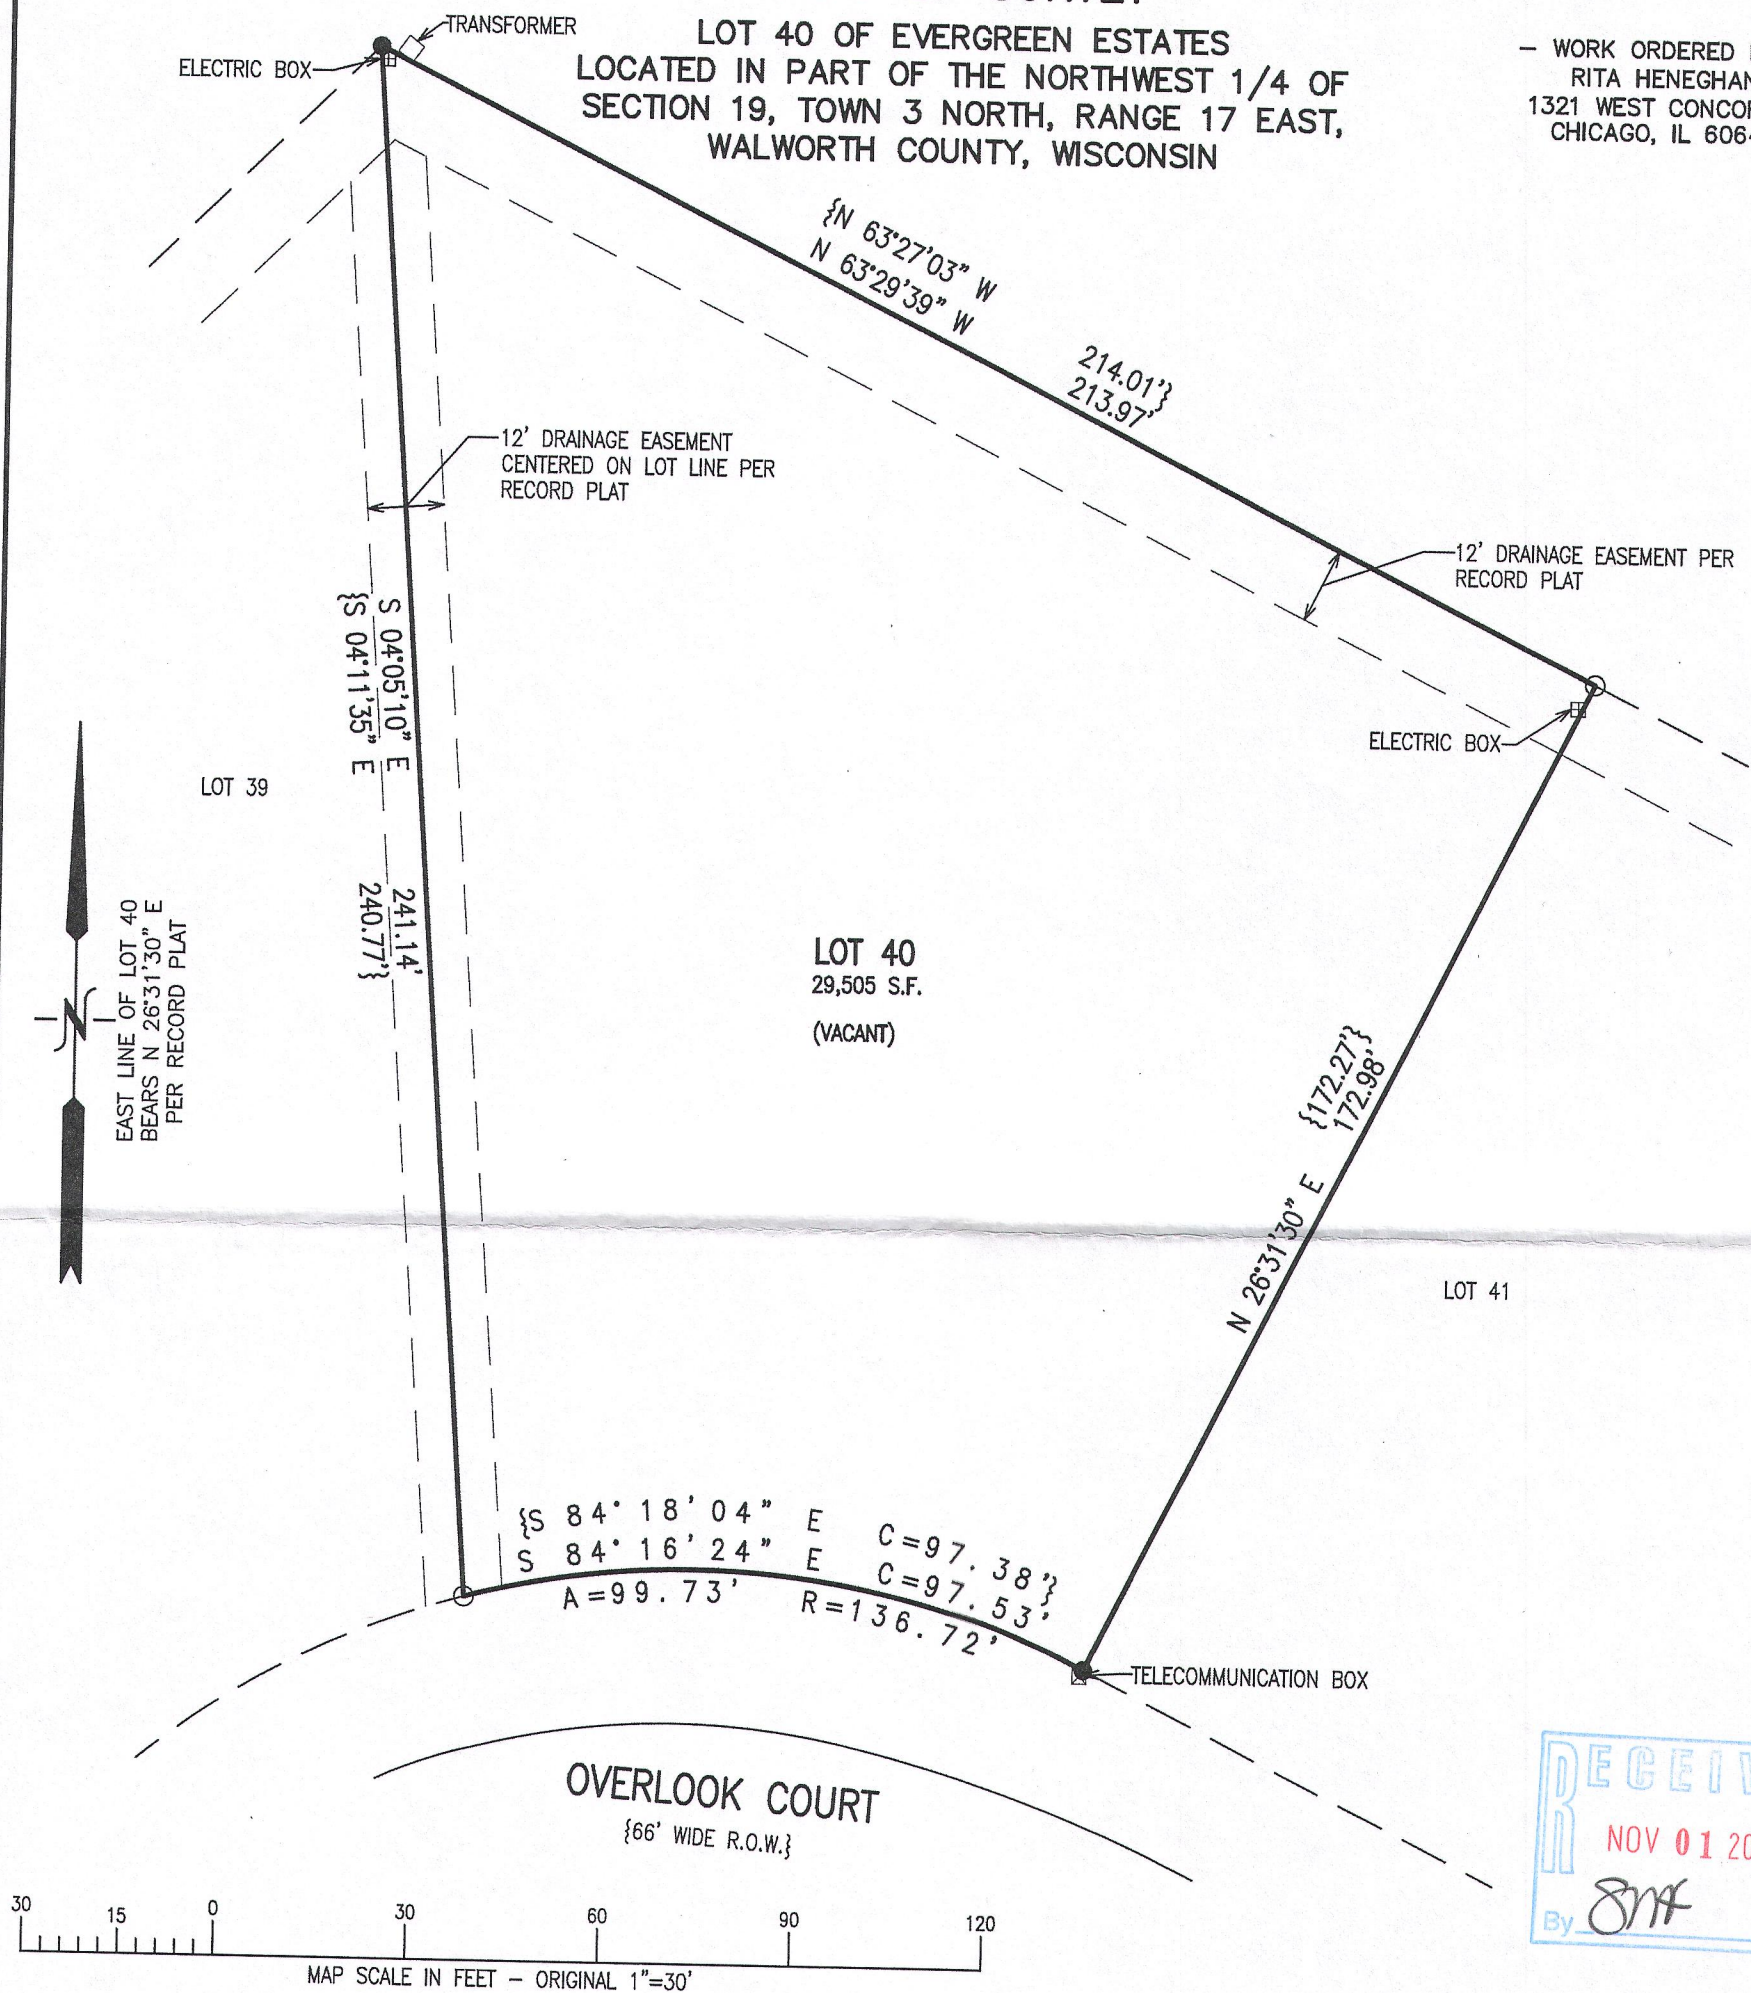 TRANSFORMER
ELECTRIC BOX
LOT 40 OF EVERGREEN ESTATES
LOCATED IN PART OF THE NORTHWEST 1/4 OF
SECTION 19, TOWN 3 NORTH, RANGE 17 EAST,
WALWORTH COUNTY, WISCONSIN
– WORK ORDERED
RITA HENEGHAN
1321 WEST
CHICAGO, IL
{N 63°27'03" W
N 63°29'39" W
214.01'}
213.97'
12' DRAINAGE EASEMENT
CENTERED ON LOT LINE PER
RECORD PLAT
12' DRAINAGE EASEMENT PER
RECORD PLAT
ELECTRIC BOX
S 04°05'10" E
{S 04°11'35" E
241.14'
240.77'}
LOT 39
N
EAST LINE OF LOT 40
BEARS N 26°31'30" E
PER RECORD PLAT
LOT 40
29,505 S.F.
(VACANT)
{172.27'}
172.98'
N 26°31'30" E
LOT 41
{S 84°18'04" E C=97.38'}
S 84°16'24" E C=97.53'
A=99.73' R=136.72'
TELECOMMUNICATION BOX
OVERLOOK COURT
{66' WIDE R.O.W.}
NOV 01
By
30 15 0 30 60 90 120
MAP SCALE IN FEET – ORIGINAL 1"=30'